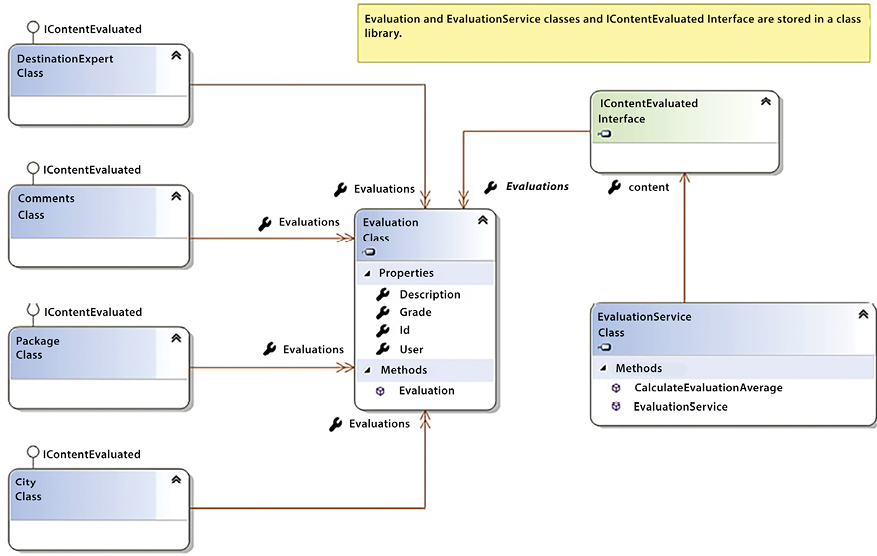 IContentEvaluated
DestinationExpert
Class
Evaluation and EvaluationService classes and IContentEvaluated Interface are stored in a class
library.
IContentEvaluated
Interface
Evaluations
Evaluations
content
IContentEvaluated
Comments
Class
Evaluations
Evaluation
Class
Properties
Description
Grade
Id
User
Methods
Evaluation
IContentEvaluated
Package
Class
Evaluations
EvaluationService
Class
Methods
CalculateEvaluationAverage
EvaluationService
Evaluations
IContentEvaluated
City
Class